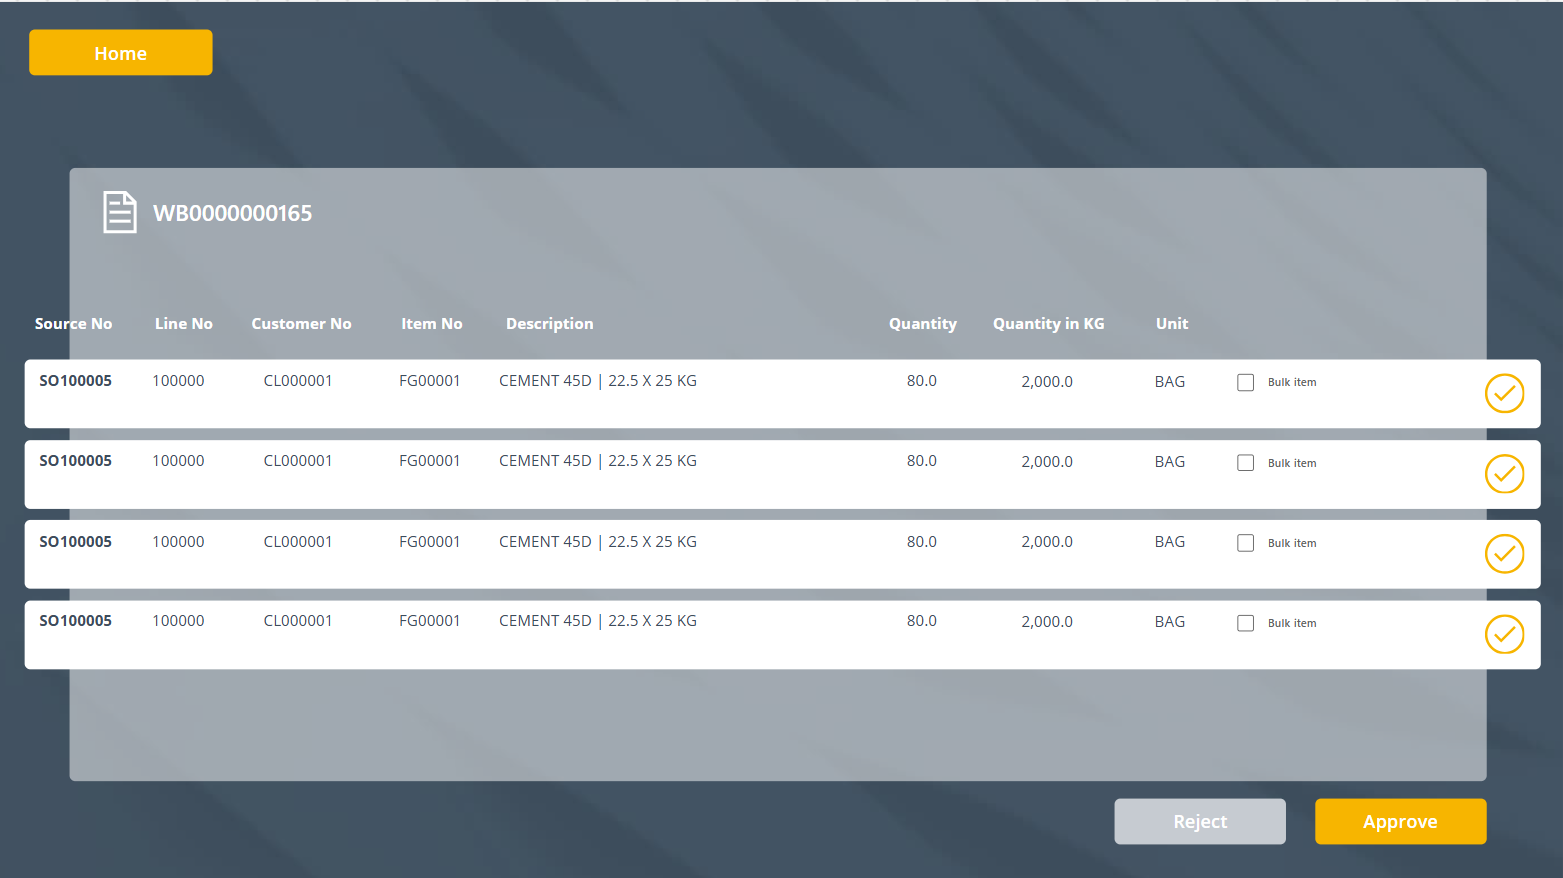 Home
WB0000000165
Source No Line No Customer No Item No Description Quantity Quantity in KG Unit
SO100005 100000 CL000001 FG00001 CEMENT 45D | 22.5 X 25 KG 80.0 2,000.0 BAG Bulk item
SO100005 100000 CL000001 FG00001 CEMENT 45D | 22.5 X 25 KG 80.0 2,000.0 BAG Bulk item
SO100005 100000 CL000001 FG00001 CEMENT 45D | 22.5 X 25 KG 80.0 2,000.0 BAG Bulk item
SO100005 100000 CL000001 FG00001 CEMENT 45D | 22.5 X 25 KG 80.0 2,000.0 BAG Bulk item
Reject Approve